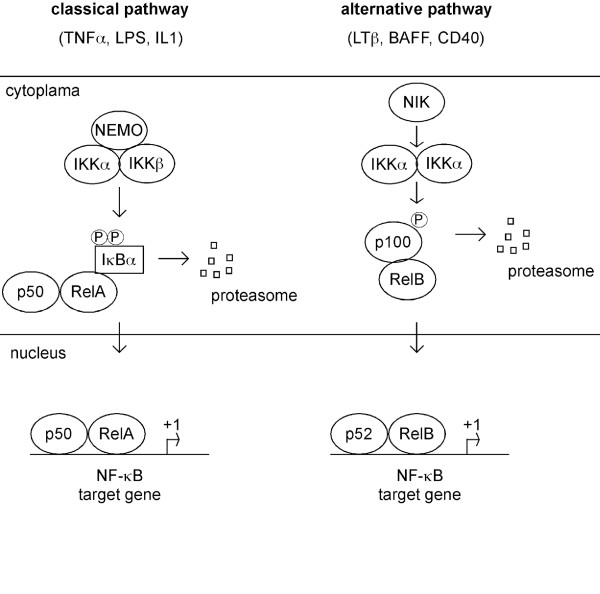 classical pathway
(TNFα, LPS, IL1)
alternative pathway
(LTβ, BAFF, CD40)
cytoplama
NEMO
IKKα IKKβ
P P
IκBα
p50 RelA
proteasome
NIK
IKKα IKKα
P
p100
RelB
proteasome
nucleus
p50 RelA +1
NF-κB
target gene
p52 RelB +1
NF-κB
target gene